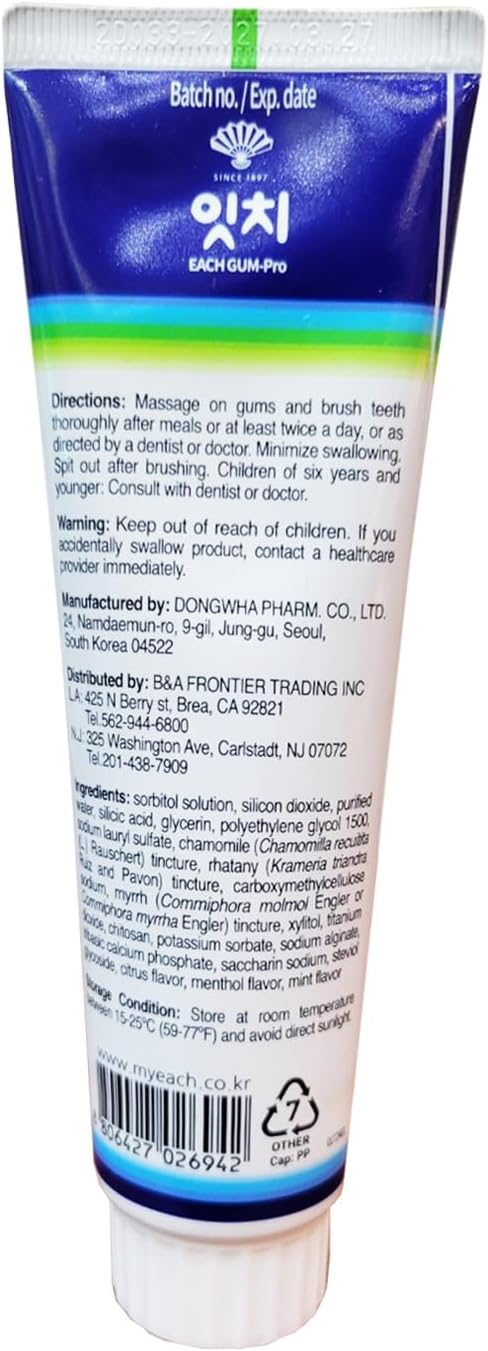 Batch no./Exp. date
SINCE 1897
잇치
EACH GUM-Pro
Directions: Massage on gums and brush teeth
thoroughly after meals or at least twice a day, or as
directed by a dentist or doctor. Minimize swallowing.
Spit out after brushing. Children of six years and
younger: Consult with dentist or doctor.
Warning: Keep out of reach of children. If you
accidentally swallow product, contact a healthcare
provider immediately.
Manufactured by: DONGWHA PHARM. CO., LTD.
24, Namdaemun-ro, 9-gil, Jung-gu, Seoul,
South Korea 04522
Distributed by: B&A FRONTIER TRADING INC
LA: 425 N Berry st, Brea, CA 92821
Tel.562-944-6800
NJ: 325 Washington Ave, Carlstadt, NJ 07072
Tel.201-438-7909
Ingredients: sorbitol solution, silicon dioxide, purified
water, silicic acid, glycerin, polyethylene glycol 1500,
sodium lauryl sulfate, chamomile (Chamomilla recutita
(L.) Rauschert) tincture, rhatany (Krameria triandra
Ruiz and Pavon) tincture, carboxymethylcellulose
sodium, myrrh (Commiphora molmol Engler or
Commiphora myrrha Engler) tincture, xylitol, titanium
dioxide, chitosan, potassium sorbate, sodium alginate,
tribasic calcium phosphate, saccharin sodium, steviol
glycoside, citrus flavor, menthol flavor, mint flavor
Storage Condition: Store at room temperature
between 15-25°C (59-77°F) and avoid direct sunlight.
www.myeach.co.kr
8 806427 026942
7
OTHER
Cap: PP